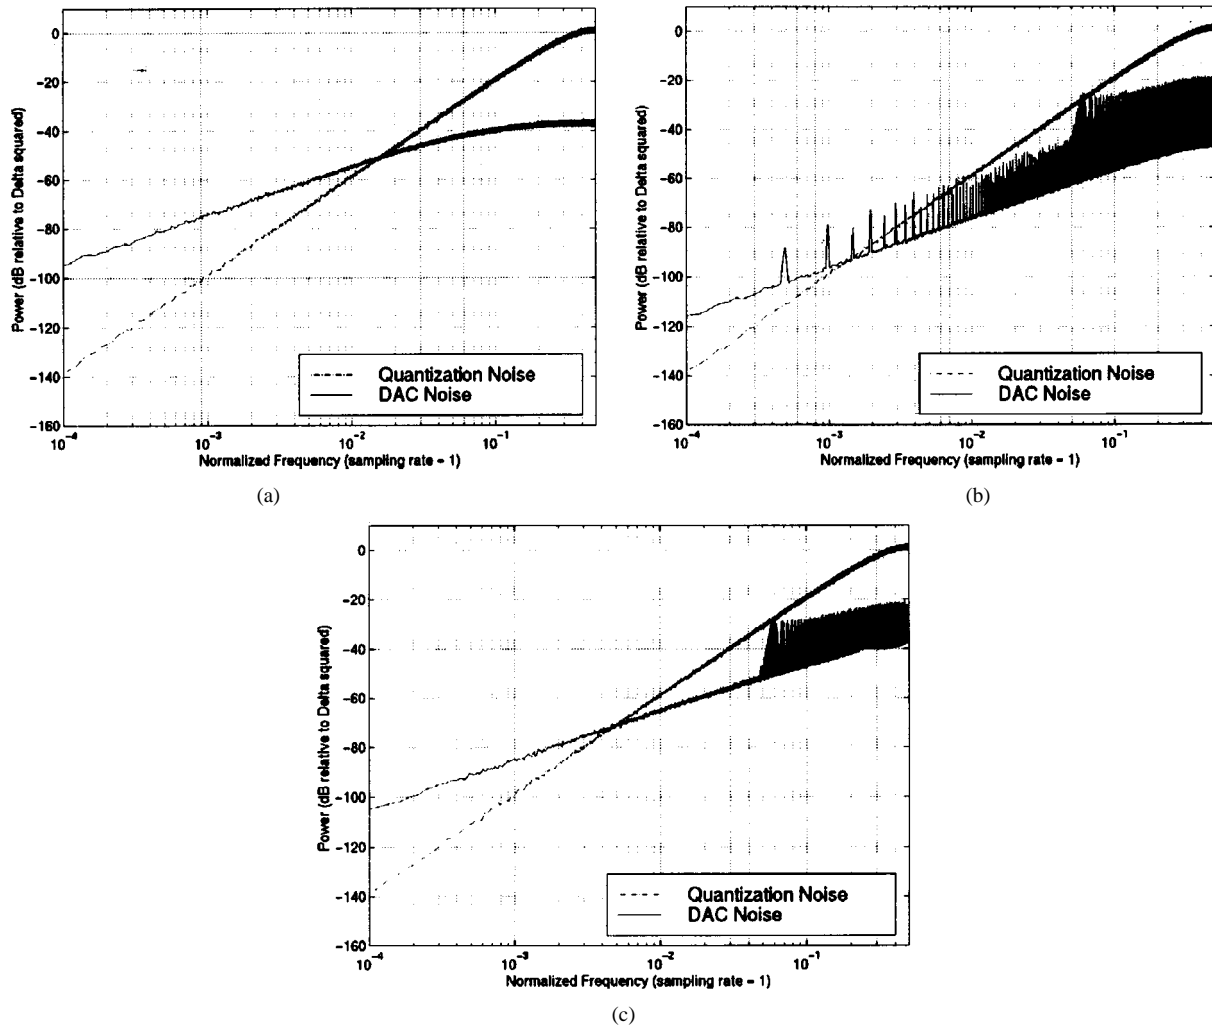 0
−20
−40
−60
−80
−100
−120
−140
−160
Power (dB relative to Delta squared)
Quantization Noise
DAC Noise
10⁻⁴
10⁻³
10⁻²
10⁻¹
Normalized Frequency (sampling rate = 1)
(a)
0
−20
−40
−60
−80
−100
−120
−140
−160
Power (dB relative to Delta squared)
Quantization Noise
DAC Noise
10⁻⁴
10⁻³
10⁻²
10⁻¹
Normalized Frequency (sampling rate = 1)
(b)
0
−20
−40
−60
−80
−100
−120
−140
−160
Power (dB relative to Delta squared)
Quantization Noise
DAC Noise
10⁻⁴
10⁻³
10⁻²
10⁻¹
Normalized Frequency (sampling rate = 1)
(c)